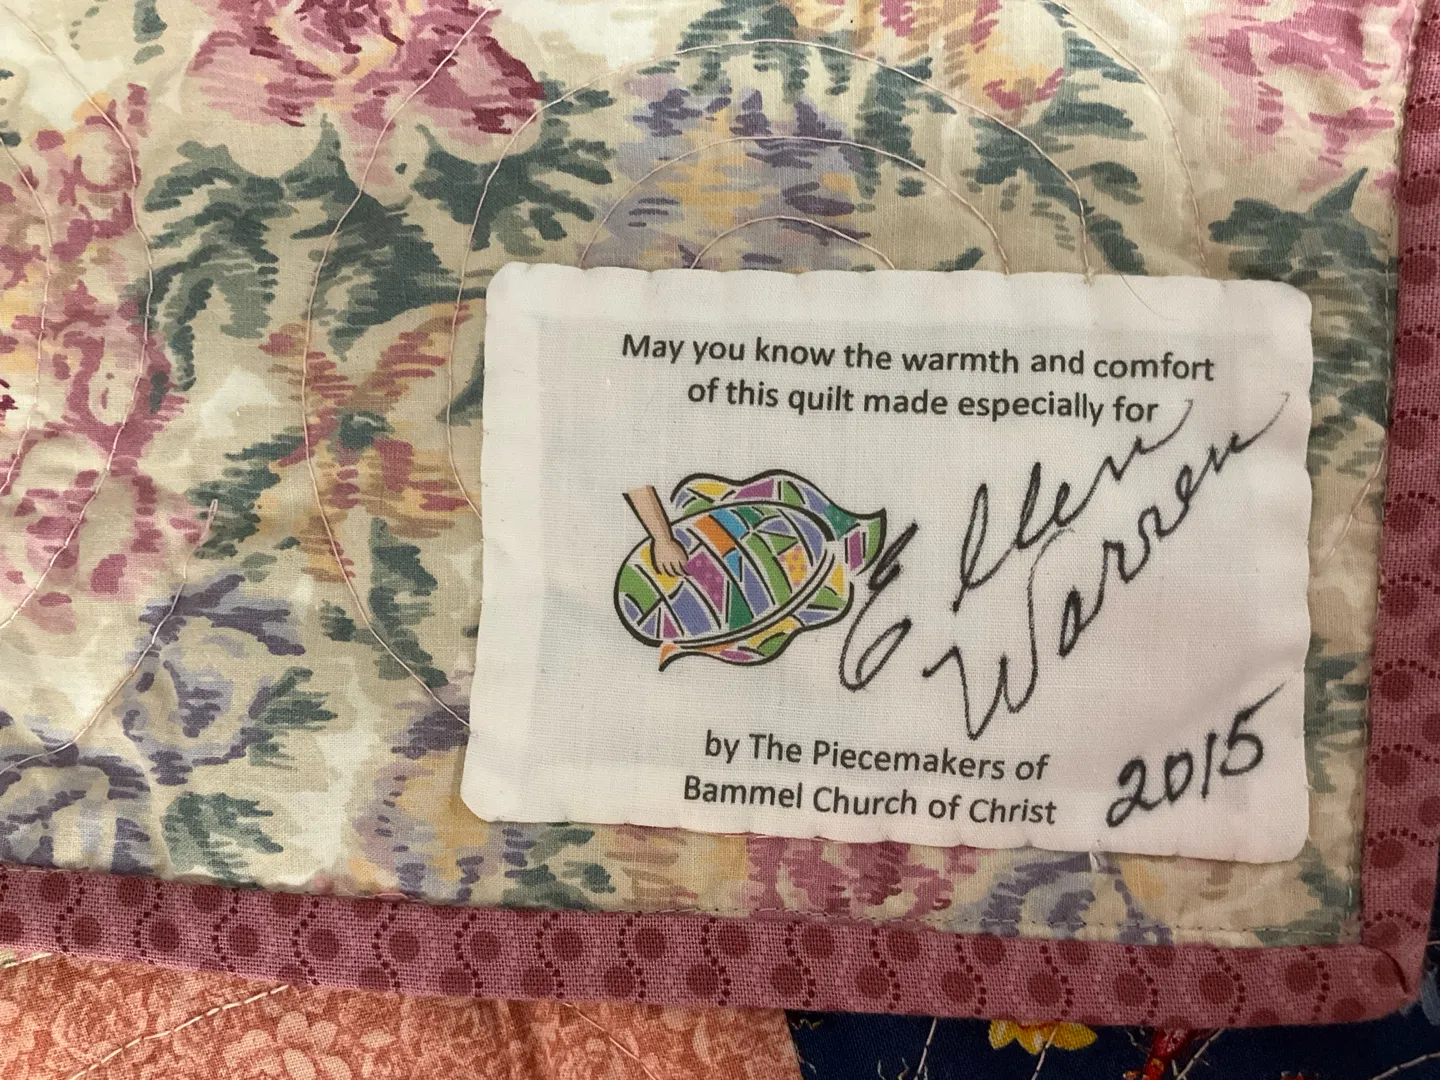 May you know the warmth and comfort
of this quilt made especially for
Ellen
Warren
by The Piecemakers of
Bammel Church of Christ
2015